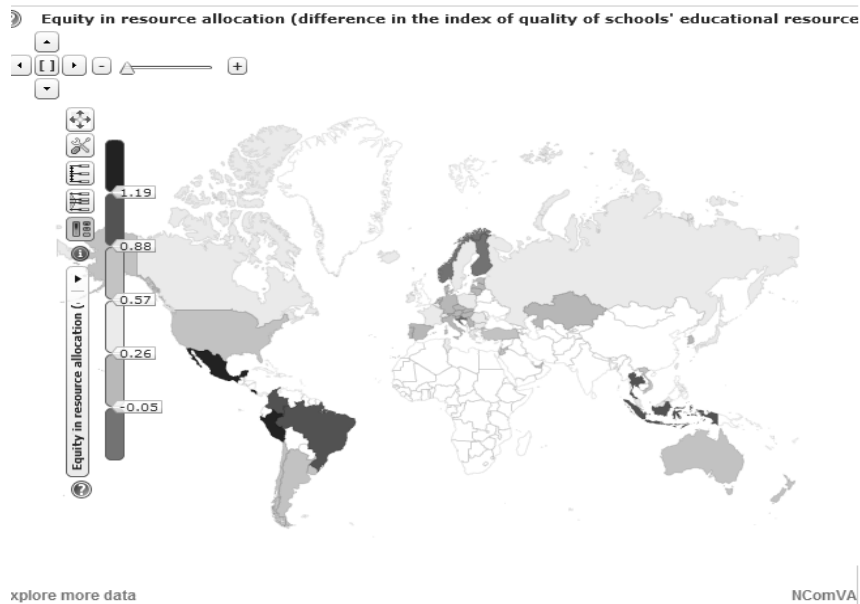 Equity in resource allocation (difference in the index of quality of schools' educational resource
[ ]
1.19
0.88
0.57
0.26
-0.05
Equity in resource allocation (
xplore more data
NComVA